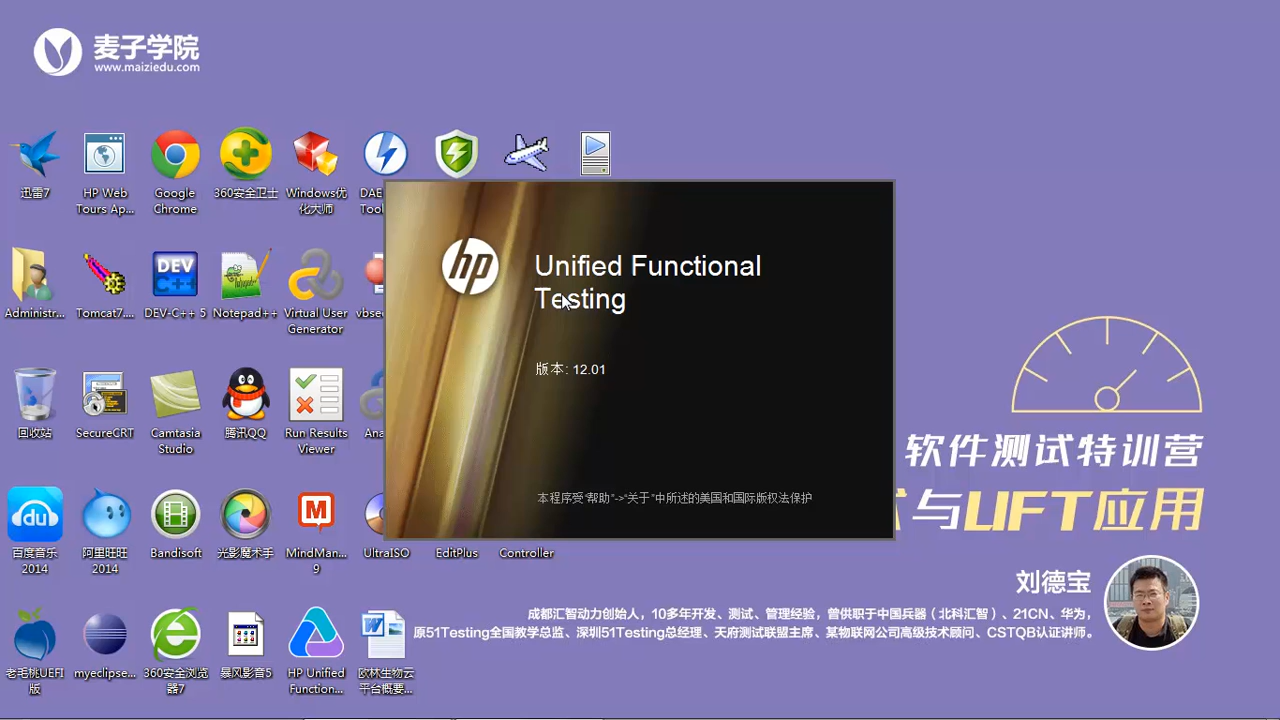 麦子学院
www.maiziedu.com
迅雷7
HP Web
Tours Ap...
Google
Chrome
360安全卫士
Windows优
化大师
DAE
Tool
Administr...
Tomcat7....
DEV-C++ 5
Notepad++
Virtual User
Generator
vbsec
回收站
SecureCRT
Camtasia
Studio
腾讯QQ
Run Results
Viewer
Ana
百度音乐
2014
阿里旺旺
2014
Bandisoft
光影魔术手
MindMan...
9
UltraISO
EditPlus
Controller
老毛桃UEFI
版
myeclipse...
360安全浏览
器7
暴风影音5
HP Unified
Function...
欧林生物云
平台概要...
DEV
C++
du
M
W
hp
Unified Functional
Testing
版本: 12.01
本程序受“帮助”->“关于”中所述的美国和国际版权法保护
软件测试特训营
与UFT应用
刘德宝
成都汇智动力创始人，10多年开发、测试、管理经验，曾供职于中国兵器（北科汇智）、21CN、华为，
原51Testing全国教学总监、深圳51Testing总经理、天府测试联盟主席、某物联网公司高级技术顾问、CSTQB认证讲师。